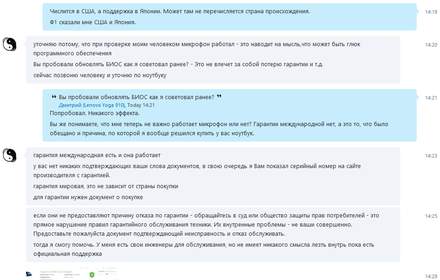 Числится в США, а поддержка в Японии. Может там не перечисляется страна происхождения.
Ф1 сказали мне США и Япония.
14:19
уточняю потому, что при проверке моим человеком микрофон работал - это наводит на мысль,что может быть глюк
программного обеспечения
Вы пробовали обновлять БИОС как я советовал ранее? - Это не влечет за собой потерю гарантии и т.д.
сейчас позвоню человеку и уточню по ноутбуку
14:20
Вы пробовали обновлять БИОС как я советовал ранее?
Дмитрий (Lenovo Yoga 910), Today 14:21
Попробовал. Никакого эффекта.
Вы же понимаете, что мне теперь не важно работает микрофон или нет? Гарантии международной нет, а это то, что было
обещано и причина, по которой я вообще решился купить у вас ноутбук.
14:21
гарантия международная есть и она работает
у вас нет никаких подтверждающих ваши слова документов, в свою очередь я Вам показал серийный номер на сайте
производителя с гарантией.
гарантия мировая, это не зависит от страны покупки
для гарантии нужен документ о покупке
14:23
если они не предоставляют причину отказа по гарантии - обращайтесь в суд или общество защиты прав потребителей - это
прямое нарушение правил гарантийного обслуживания техники. Их внутренние проблемы - не ваши совершенно.
Предоставьте пожалуйста документ подтверждающий неисправность и отказ обслуживать.
тогда я смогу помочь. У меня есть свои инженеры для обслуживания, но не имеет никакого смысла лезть внутрь пока есть
официальная поддержка
14:25
14:28